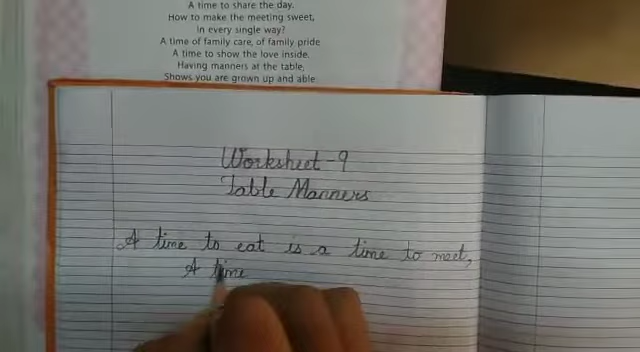 A time to share the day.
How to make the meeting sweet,
In every single way?
A time of family care, of family pride
A time to show the love inside.
Having manners at the table,
Shows you are grown up and able
Worksheet-9
Table Manners
A time to eat is a time to meet,
A time